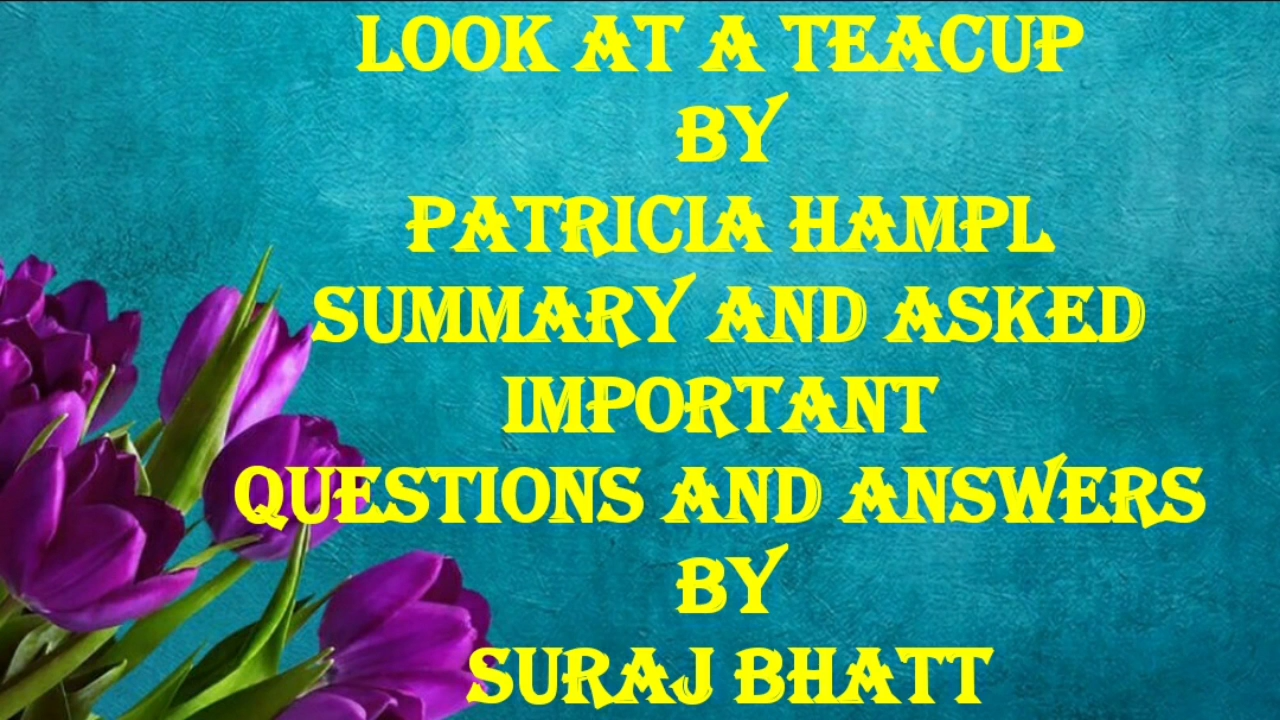 LOOK AT A TEACUP
BY
PATRICIA HAMPL
SUMMARY AND ASKED
IMPORTANT
QUESTIONS AND ANSWERS
BY
SURAJ BHATT